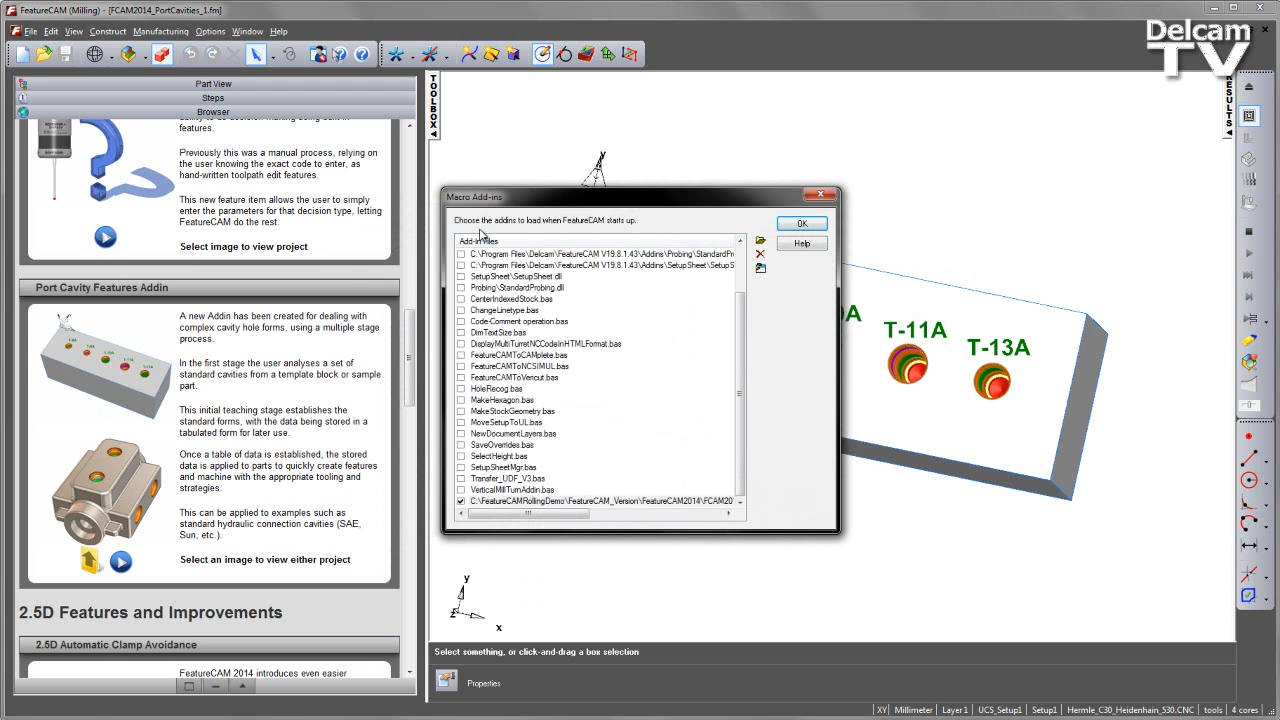 FeatureCAM (Milling) - [FCAM2014_PortCavities_1.fm]
File Edit View Construct Manufacturing Options Window Help
Delcam
TV
Part View
Steps
Browser
features.
Previously this was a manual process, relying on
the user knowing the exact code to enter, as
hand-written toolpath edit features.
This new feature item allows the user to simply
enter the parameters for that decision type, letting
FeatureCAM do the rest.
Select image to view project
Port Cavity Features Addin
A new Addin has been created for dealing with
complex cavity hole forms, using a multiple stage
process.
In the first stage the user analyses a set of
standard cavities from a template block or sample
part.
This initial teaching stage establishes the
standard forms, with the data being stored in a
tabulated form for later use.
Once a table of data is established, the stored
data is applied to parts to quickly create features
and machine with the appropriate tooling and
strategies.
This can be applied to examples such as
standard hydraulic connection cavities (SAE,
Sun, etc.).
Select an image to view either project
2.5D Features and Improvements
2.5D Automatic Clamp Avoidance
FeatureCAM 2014 introduces even easier
TOOLBOX
RESULTS
Macro Add-ins
Choose the addins to load when FeatureCAM starts up.
OK
Help
Add-in files
C:\Program Files\Delcam\FeatureCAM V19.8.1.43\Addins\Probing\StandardPr
C:\Program Files\Delcam\FeatureCAM V19.8.1.43\Addins\SetupSheet\SetupS
SetupSheet\SetupSheet.dll
Probing\StandardProbing.dll
CenterIndexedStock.bas
ChangeLinetype.bas
Code-Comment operation.bas
DimTextSize.bas
DisplayMultiTurretNCCodeInHTMLFormat.bas
FeatureCAMToCAMplete.bas
FeatureCAMToNCSIMUL.bas
FeatureCAMToVericut.bas
HoleRecog.bas
MakeHexagon.bas
MakeStockGeometry.bas
MoveSetupToUL.bas
NewDocumentLayers.bas
SaveOverrides.bas
SelectHeight.bas
SetupSheetMgr.bas
Transfer_UDF_V3.bas
VerticalMillTurnAddin.bas
C:\FeatureCAMRollingDemo\FeatureCAM_Version\FeatureCAM2014\FCAM20
T-11A
T-13A
y
y
z
x
Select something, or click-and-drag a box selection
Properties
XY Millimeter Layer1 UCS_Setup1 Setup1 Hermle_C30_Heidenhain_530.CNC tools 4 cores